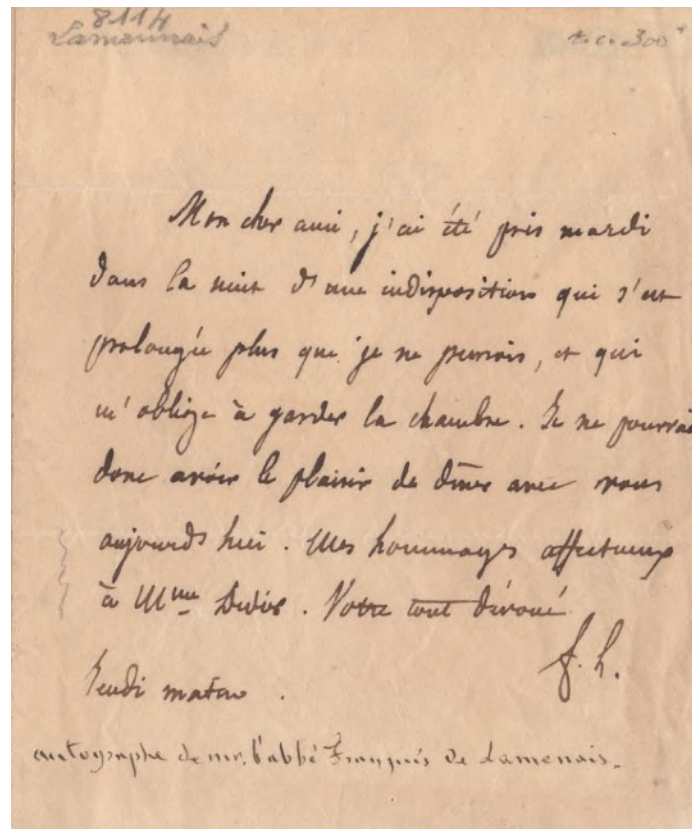 8114
Lamennais
t.c. 300
Mon cher ami, j'ai été pris mardi
dans la nuit d'une indisposition qui s'est
prolongée plus que je ne pensois, et qui
m'oblige à garder la chambre. Je ne pourrai
donc avoir le plaisir de dîner avec vous
aujourd'hui. Mes hommages affectueux
à Mme . Votre tout dévoué
f. L.
Jeudi matin.
autographe de mr. l'abbé François de Lamenais.